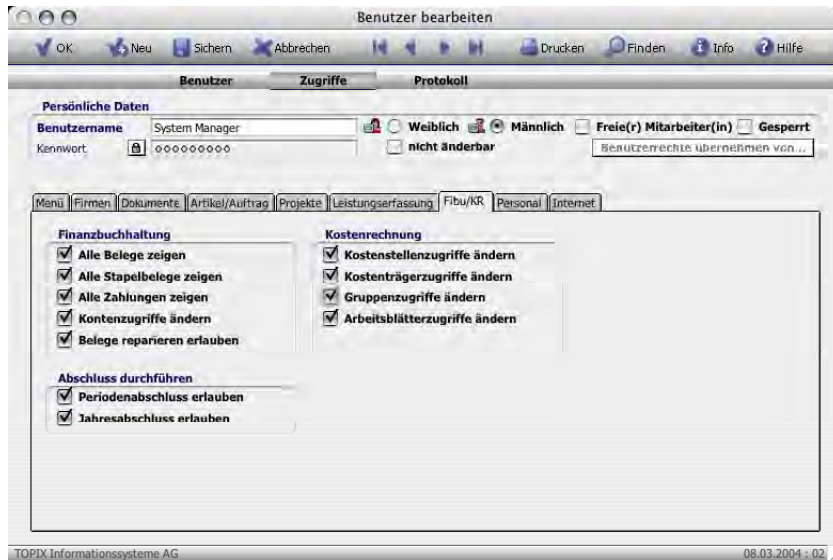 Benutzer bearbeiten
OK Neu Sichern Abbrechen Drucken Finden Info Hilfe
Benutzer Zugriffe Protokoll
Persönliche Daten
Benutzername System Manager Weiblich Männlich Freie(r) Mitarbeiter(in) Gesperrt
Kennwort nicht änderbar Benutzerrechte übernehmen von...
Menü Firmen Dokumente Artikel/Auftrag Projekte Leistungserfassung Fibu/KR Personal Internet
Finanzbuchhaltung Kostenrechnung
Alle Belege zeigen Kostenstellenzugriffe ändern
Alle Stapelbelege zeigen Kostenträgerzugriffe ändern
Alle Zahlungen zeigen Gruppenzugriffe ändern
Kontenzugriffe ändern Arbeitsblätterzugriffe ändern
Belege reparieren erlauben
Abschluss durchführen
Periodenabschluss erlauben
Jahresabschluss erlauben
TOPIX Informationssysteme AG 08.03.2004 : 02